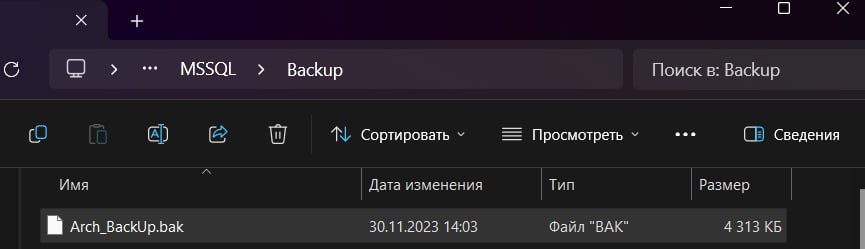 MSSQL Backup Поиск в: Backup
Сортировать Просмотреть Сведения
Имя Дата изменения Тип Размер
Arch_BackUp.bak 30.11.2023 14:03 Файл "BAK" 4 313 КБ